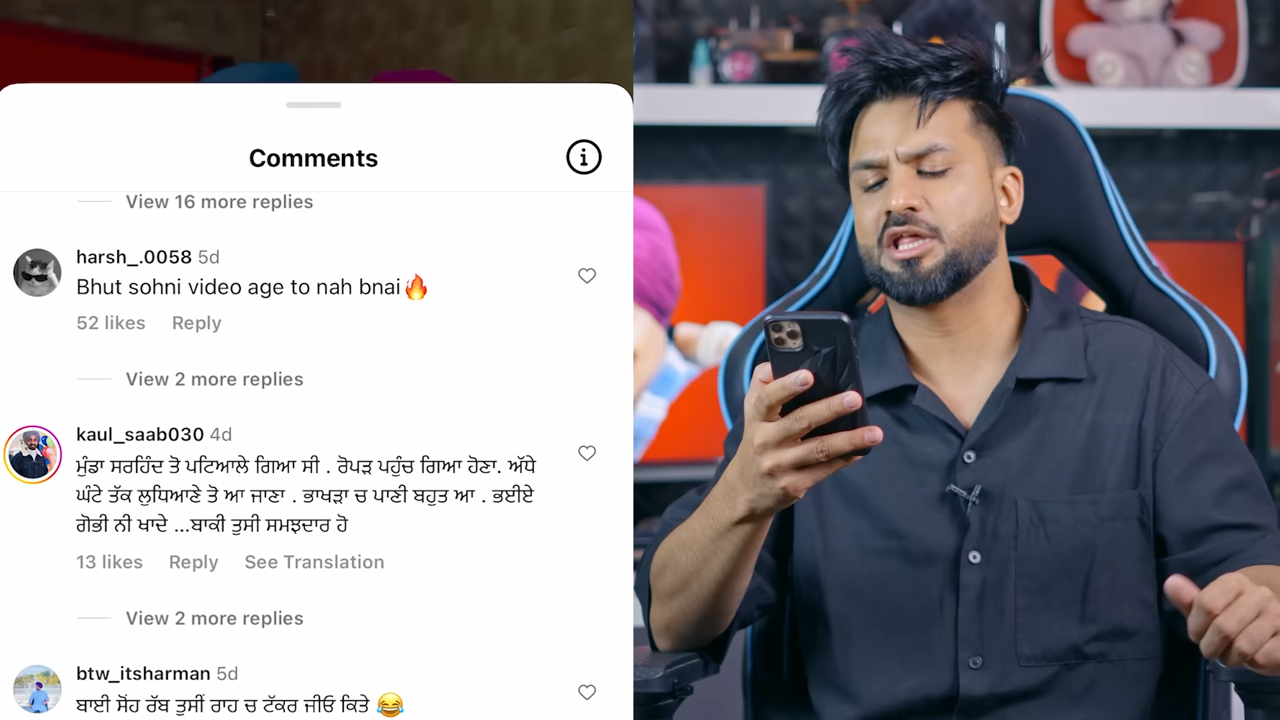 Comments
View 16 more replies
harsh_.0058 5d
Bhut sohni video age to nah bnai🔥
52 likes Reply
View 2 more replies
kaul_saab030 4d
ਮੁੰਡਾ ਸਰਹਿੰਦ ਤੋ ਪਟਿਆਲੇ ਗਿਆ ਸੀ . ਰੋਪੜ ਪਹੁੰਚ ਗਿਆ ਹੋਣਾ. ਅੱਧੇ
ਘੰਟੇ ਤੱਕ ਲੁਧਿਆਣੇ ਤੋ ਆ ਜਾਣਾ . ਭਾਖੜਾ ਚ ਪਾਣੀ ਬਹੁਤ ਆ . ਭਈਏ
ਗੋਭੀ ਨੀ ਖਾਦੇ ...ਬਾਕੀ ਤੁਸੀ ਸਮਝਦਾਰ ਹੋ
13 likes Reply See Translation
View 2 more replies
btw_itsharman 5d
ਬਾਈ ਸੋਂਹ ਰੱਬ ਤੁਸੀਂ ਰਾਹ ਚ ਟੱਕਰ ਜੀਓ ਕਿਤੇ 😂